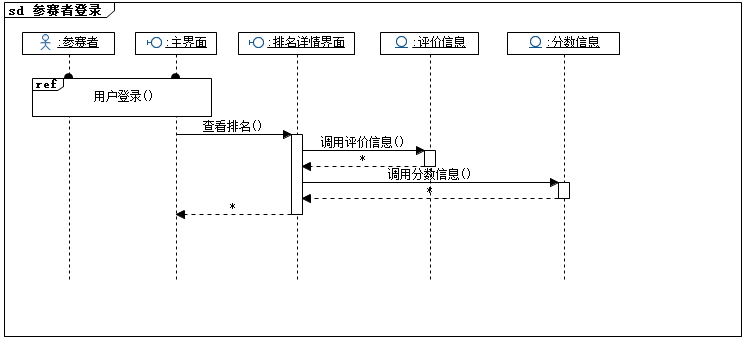 sd 参赛者登录
:参赛者
:主界面
:排名详情界面
:评价信息
:分数信息
ref
用户登录()
查看排名()
调用评价信息()
*
调用分数信息()
*
*